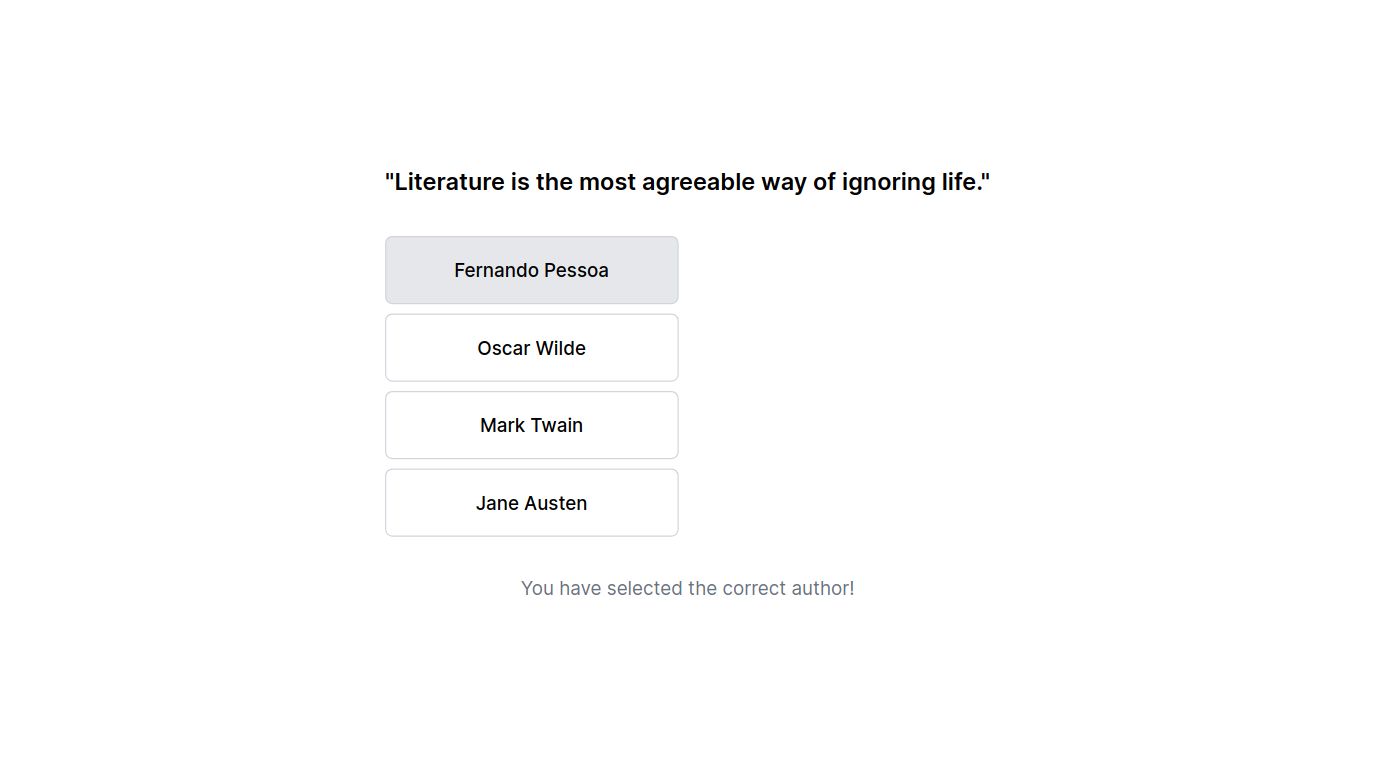 "Literature is the most agreeable way of ignoring life."
Fernando Pessoa
Oscar Wilde
Mark Twain
Jane Austen
You have selected the correct author!